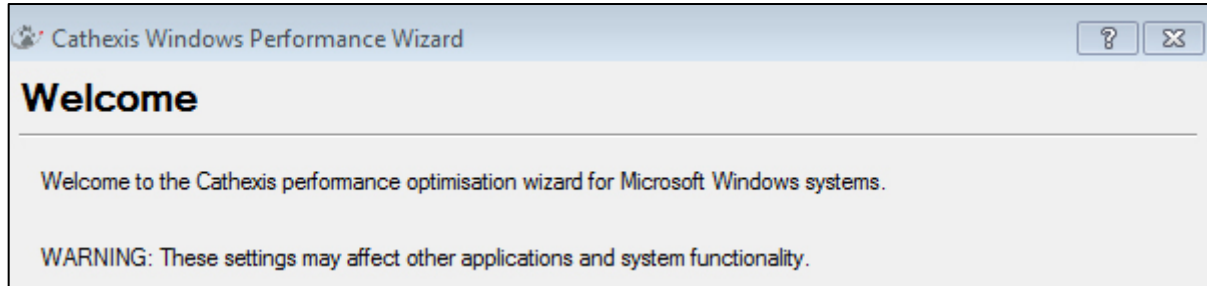 Cathexis Windows Performance Wizard
Welcome
Welcome to the Cathexis performance optimisation wizard for Microsoft Windows systems.
WARNING: These settings may affect other applications and system functionality.